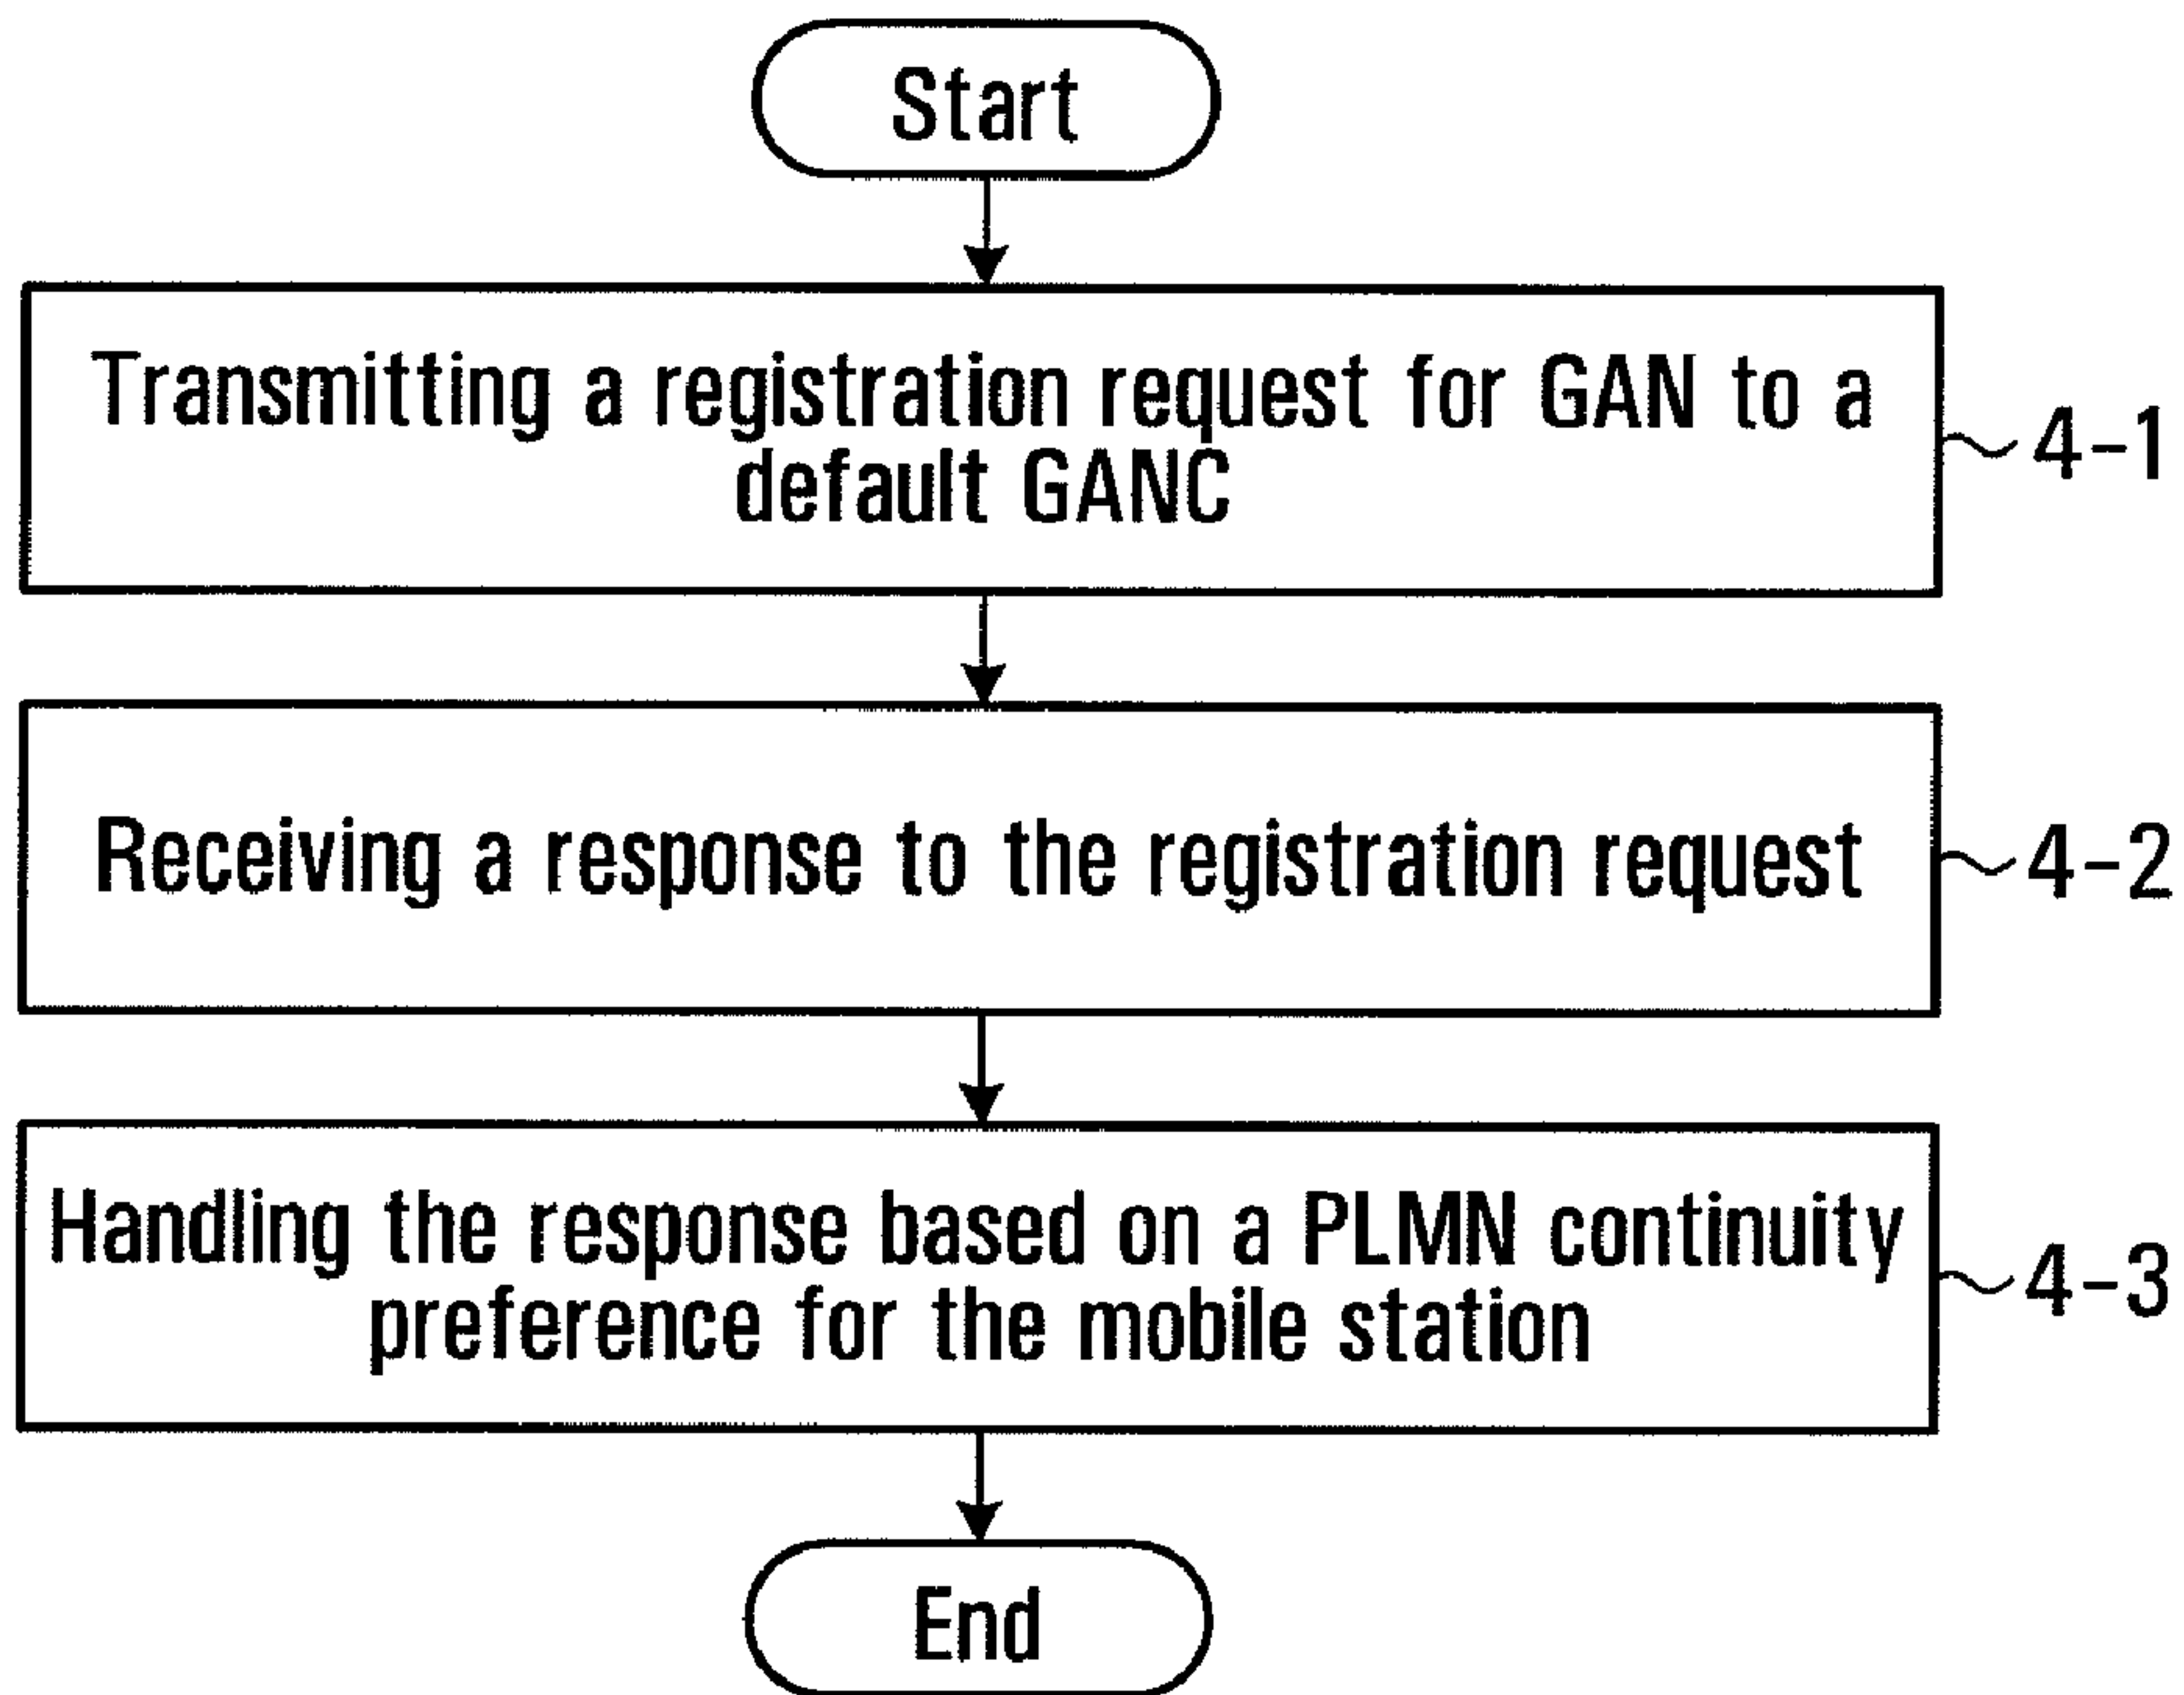 Start
Transmitting a registration request for GAN to a
default GANC
4-1
Receiving a response to the registration request
4-2
Handling the response based on a PLMN continuity
preference for the mobile station
4-3
End